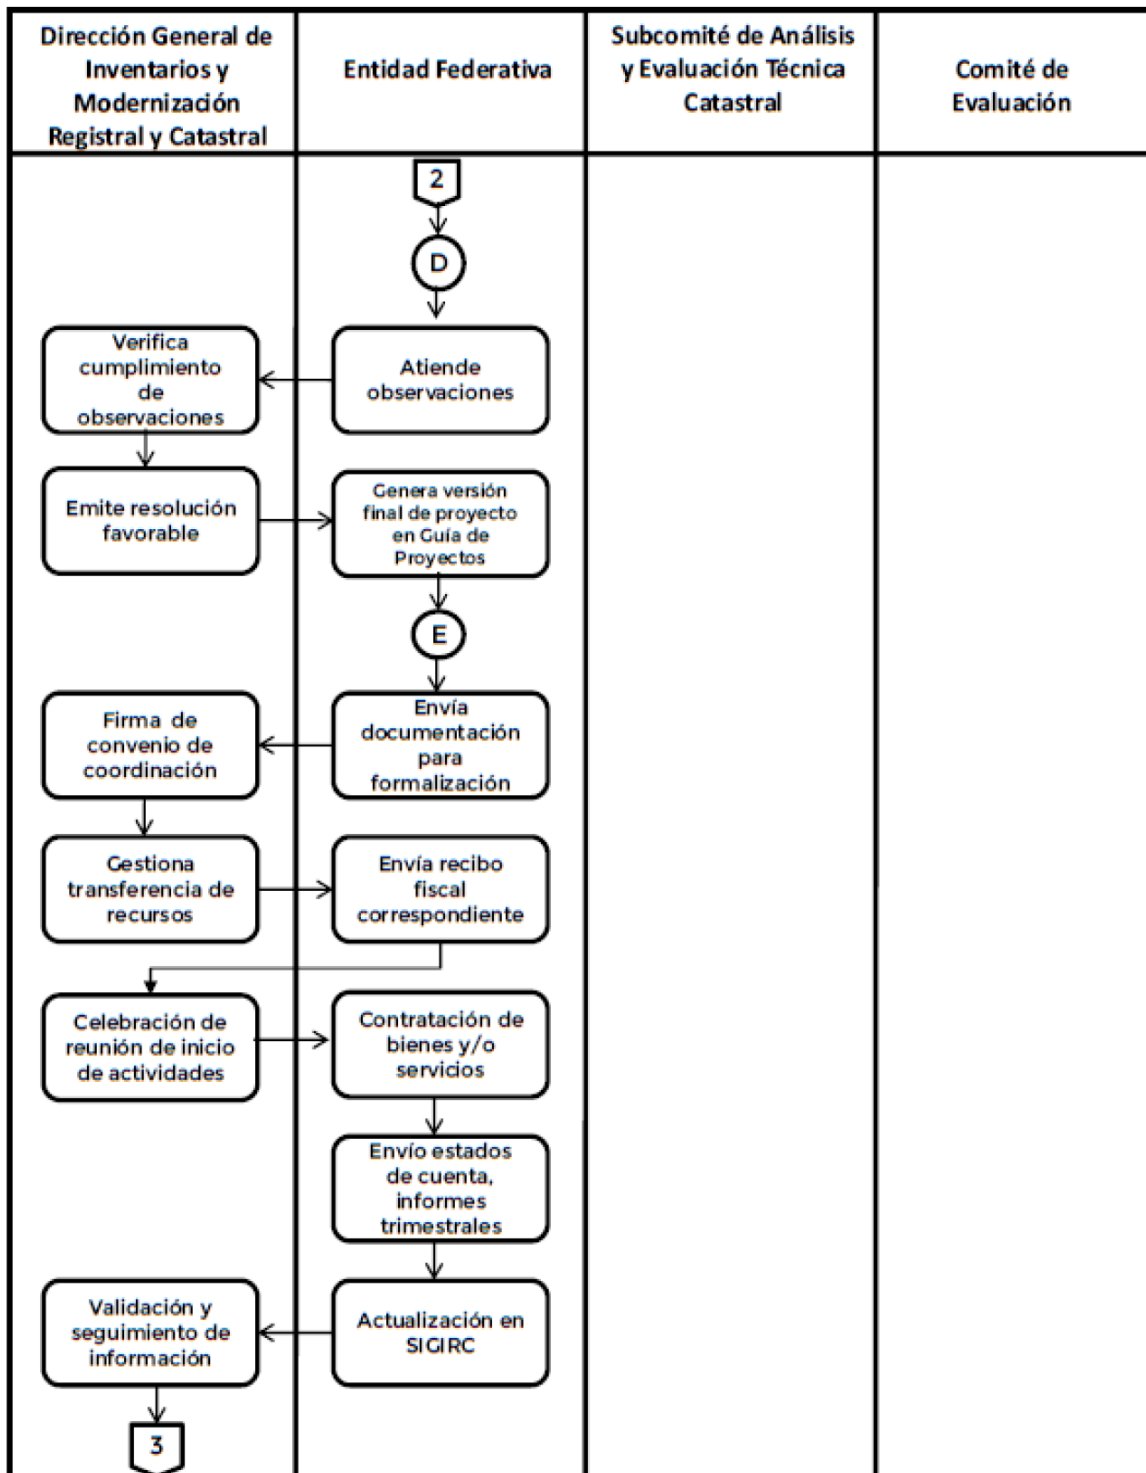 Dirección General de
Inventarios y
Modernización
Registral y Catastral
Entidad Federativa
Subcomité de Análisis
y Evaluación Técnica
Catastral
Comité de
Evaluación
2
D
Verifica
cumplimiento
de
observaciones
Atiende
observaciones
Emite resolución
favorable
Genera versión
final de proyecto
en Guía de
Proyectos
E
Firma de
convenio de
coordinación
Envía
documentación
para
formalización
Gestiona
transferencia de
recursos
Envía recibo
fiscal
correspondiente
Celebración de
reunión de inicio
de actividades
Contratación de
bienes y/o
servicios
Envío estados
de cuenta,
informes
trimestrales
Validación y
seguimiento de
información
Actualización en
SIGIRC
3